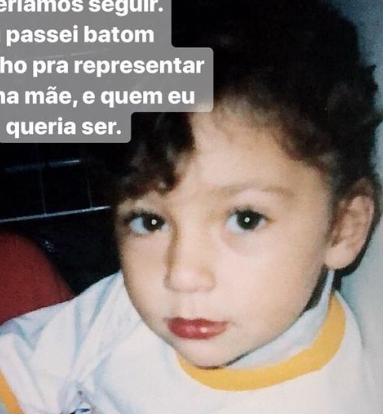 eríamos seguir.
passei batom
ho pra representar
na mãe, e quem eu
queria ser.